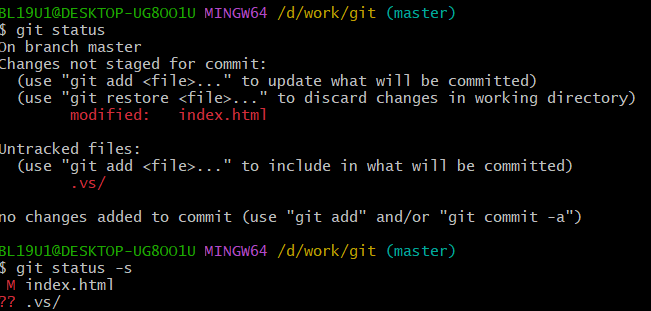 BL19U1@DESKTOP-UG8OO1U MINGW64 /d/work/git (master)
$ git status
On branch master
Changes not staged for commit:
  (use "git add <file>..." to update what will be committed)
  (use "git restore <file>..." to discard changes in working directory)
        modified:   index.html

Untracked files:
  (use "git add <file>..." to include in what will be committed)
        .vs/

no changes added to commit (use "git add" and/or "git commit -a")

BL19U1@DESKTOP-UG8OO1U MINGW64 /d/work/git (master)
$ git status -s
 M index.html
?? .vs/